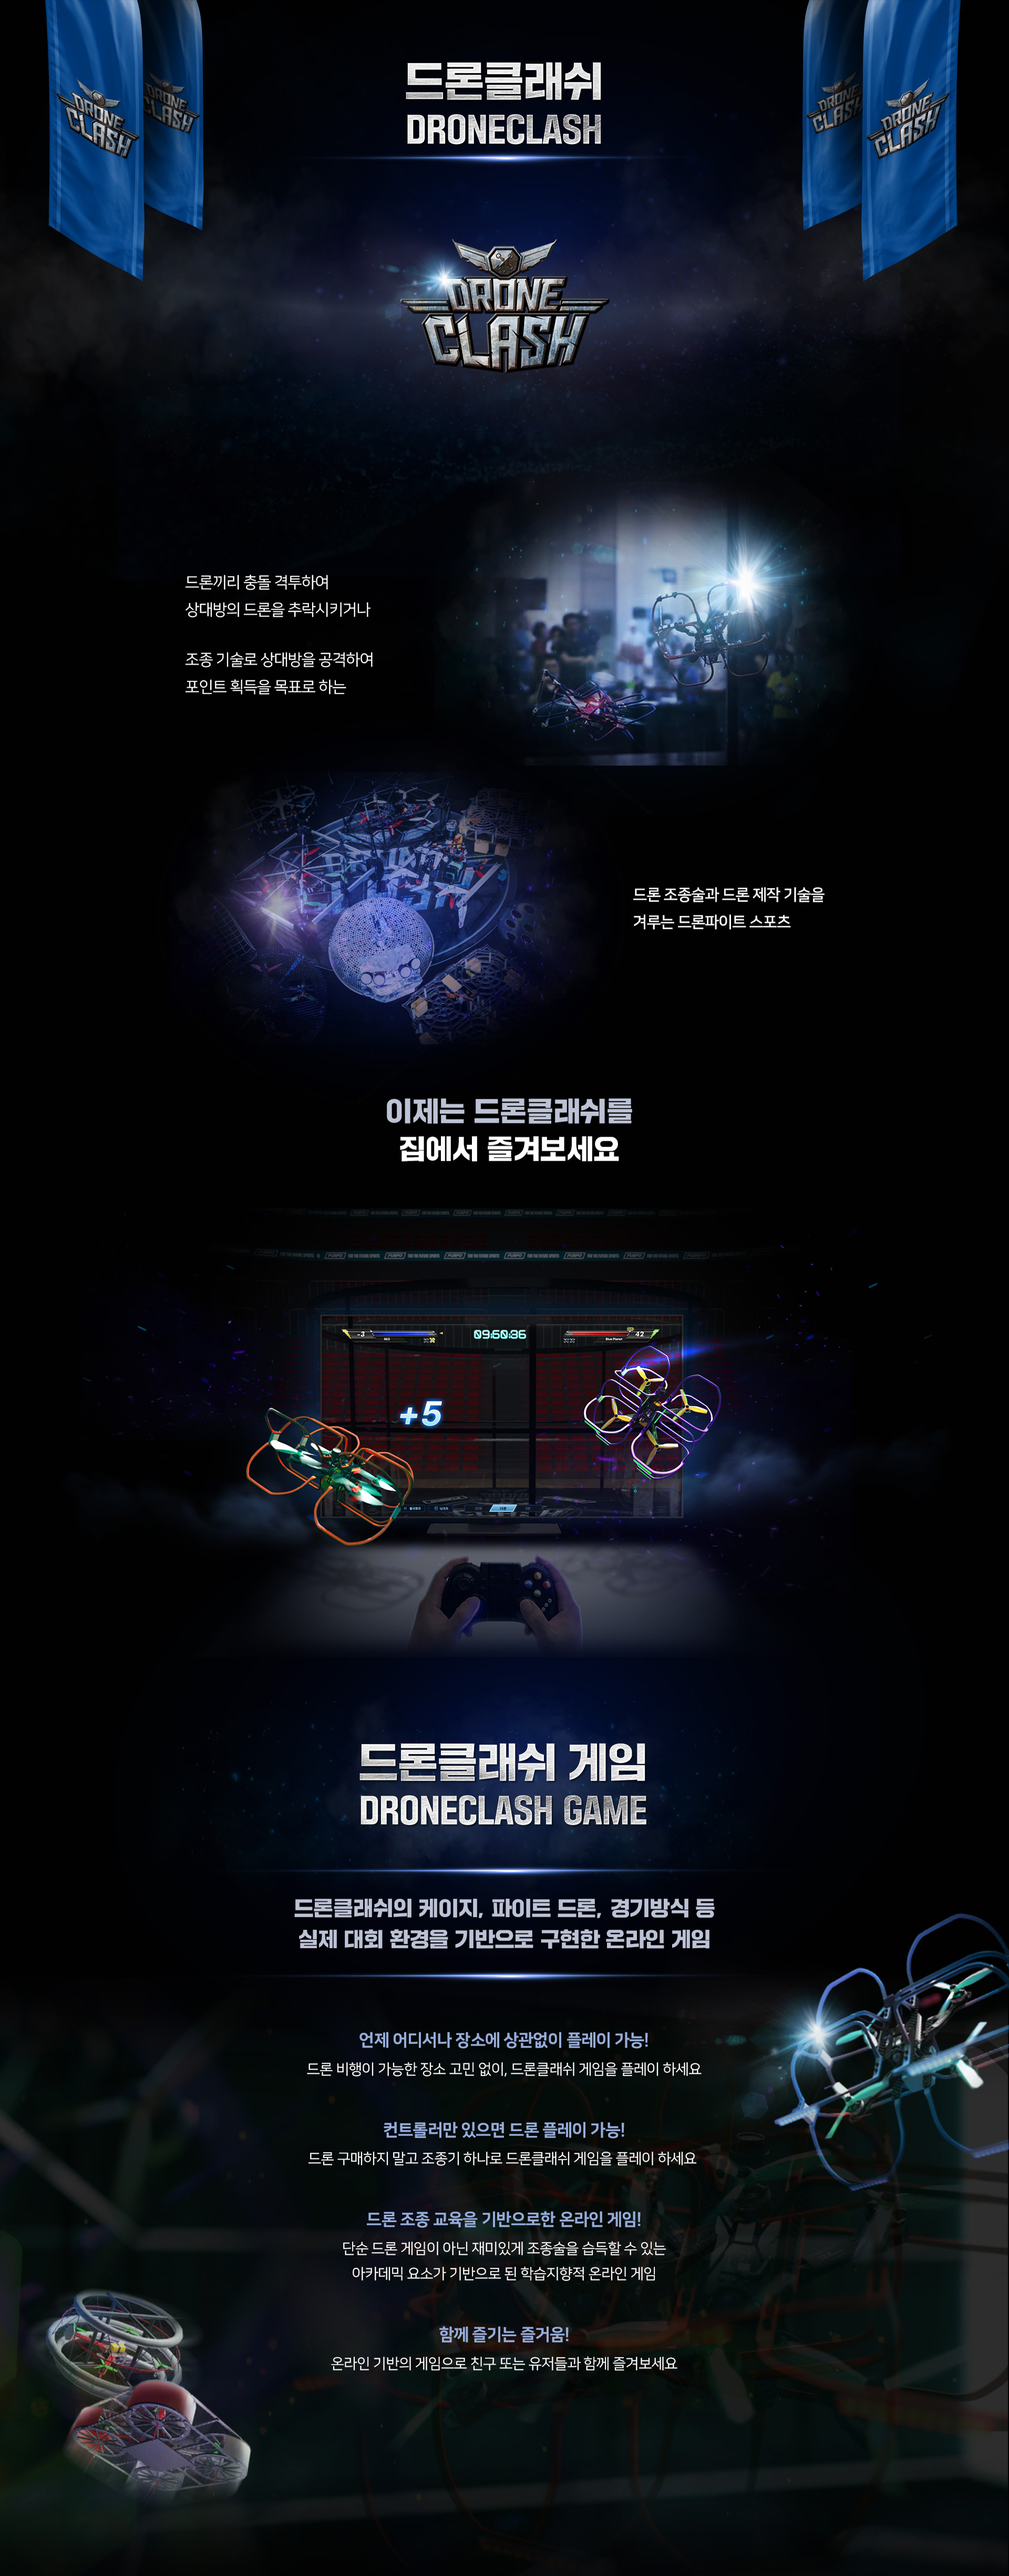 DRONE
CLASH
DRONE
CLASH
드론클래쉬
DRONECLASH
DRONE
CLASH
DRONE
CLASH
DRONE
CLASH
드론끼리 충돌 격투하여
상대방의 드론을 추락시키거나
조종 기술로 상대방을 공격하여
포인트 획득을 목표로 하는
드론 조종술과 드론 제작 기술을
겨루는 드론파이트 스포츠
이제는 드론클래쉬를
집에서 즐겨보세요
-3
09:50:36
42
+5
드론클래쉬 게임
DRONECLASH GAME
드론클래쉬의 케이지, 파이트 드론, 경기방식 등
실제 대회 환경을 기반으로 구현한 온라인 게임
언제 어디서나 장소에 상관없이 플레이 가능!
드론 비행이 가능한 장소 고민 없이, 드론클래쉬 게임을 플레이 하세요
컨트롤러만 있으면 드론 플레이 가능!
드론 구매하지 말고 조종기 하나로 드론클래쉬 게임을 플레이 하세요
드론 조종 교육을 기반으로한 온라인 게임!
단순 드론 게임이 아닌 재미있게 조종술을 습득할 수 있는
아카데믹 요소가 기반으로 된 학습지향적 온라인 게임
함께 즐기는 즐거움!
온라인 기반의 게임으로 친구 또는 유저들과 함께 즐겨보세요